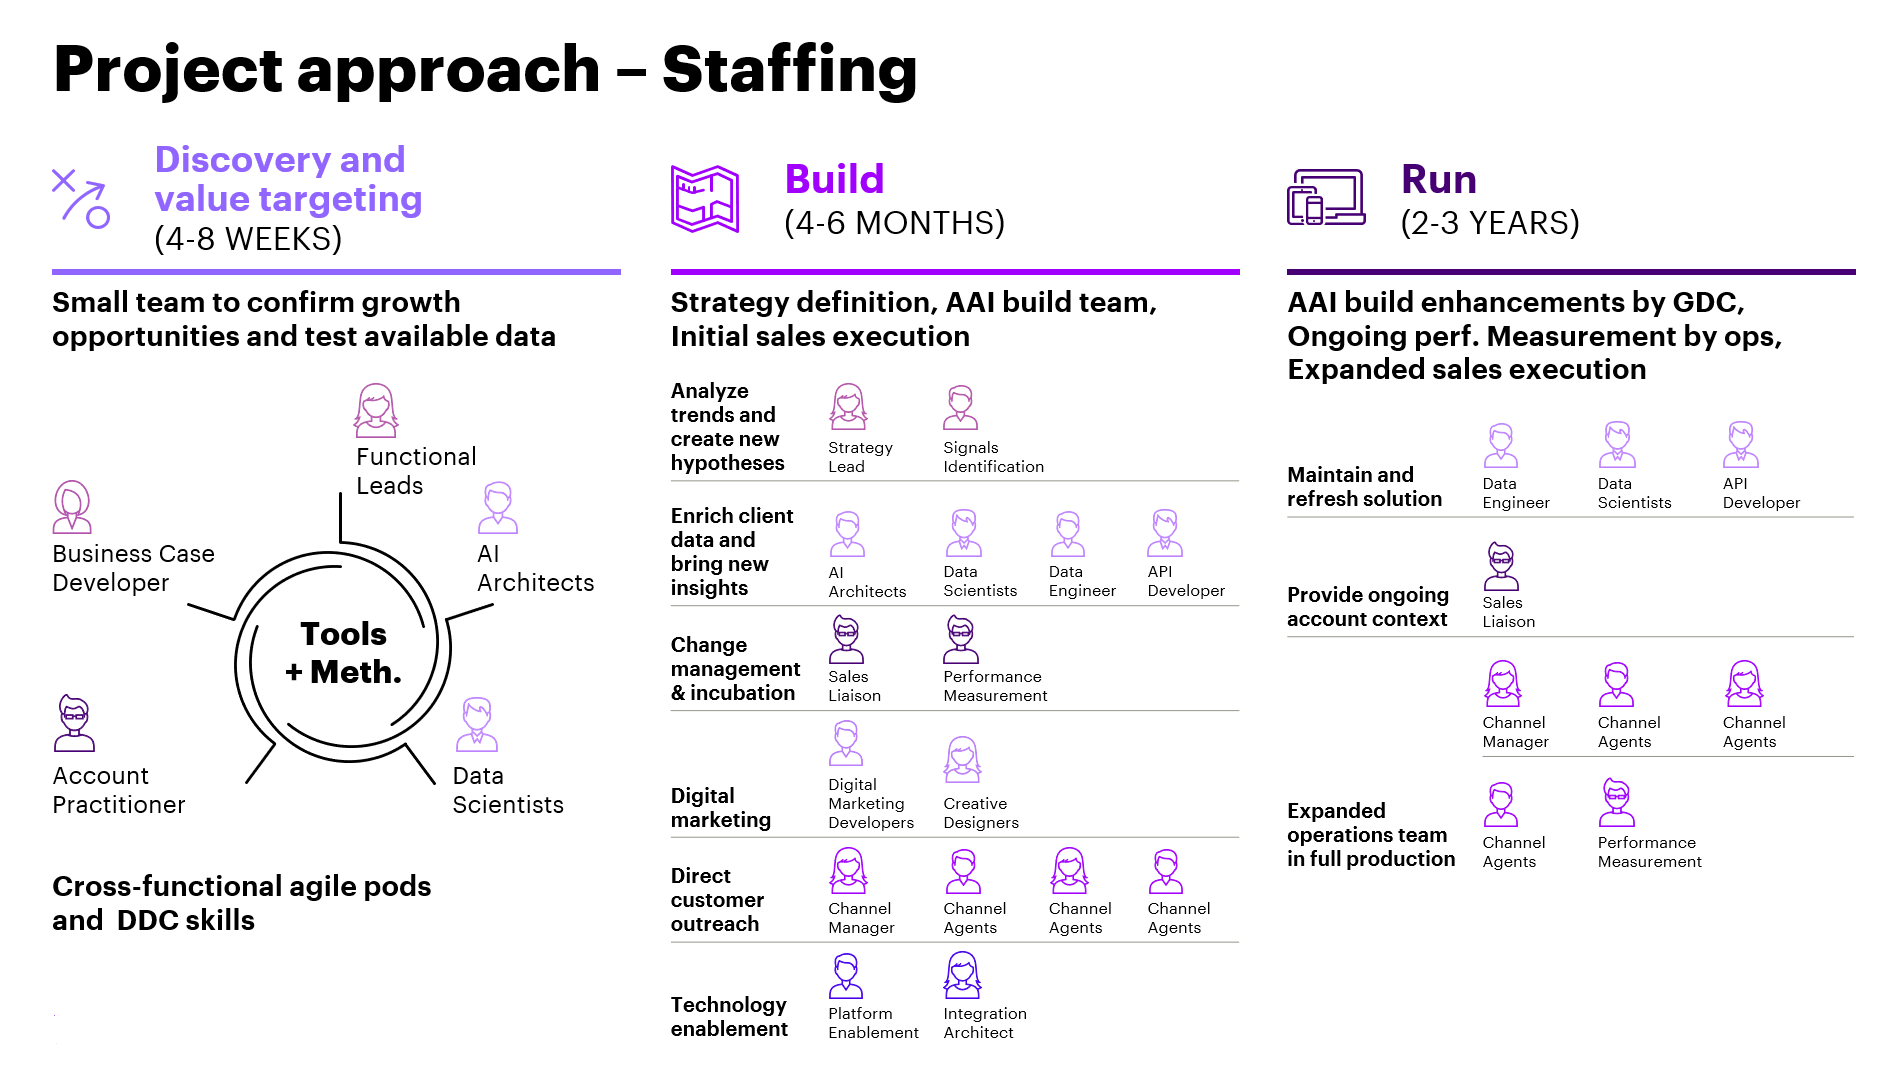 Project approach – Staffing
Discovery and
value targeting
(4-8 WEEKS)
Small team to confirm growth
opportunities and test available data
Functional
Leads
Business Case
Developer
AI
Architects
Tools
+ Meth.
Account
Practitioner
Data
Scientists
Cross-functional agile pods
and  DDC skills
Build
(4-6 MONTHS)
Strategy definition, AAI build team,
Initial sales execution
Analyze
trends and
create new
hypotheses
Strategy
Lead
Signals
Identification
Enrich client
data and
bring new
insights
AI
Architects
Data
Scientists
Data
Engineer
API
Developer
Change
management
& incubation
Sales
Liaison
Performance
Measurement
Digital
marketing
Digital
Marketing
Developers
Creative
Designers
Direct
customer
outreach
Channel
Manager
Channel
Agents
Channel
Agents
Channel
Agents
Technology
enablement
Platform
Enablement
Integration
Architect
Run
(2-3 YEARS)
AAI build enhancements by GDC,
Ongoing perf. Measurement by ops,
Expanded sales execution
Maintain and
refresh solution
Data
Engineer
Data
Scientists
API
Developer
Provide ongoing
account context
Sales
Liaison
Channel
Manager
Channel
Agents
Channel
Agents
Expanded
operations team
in full production
Channel
Agents
Performance
Measurement